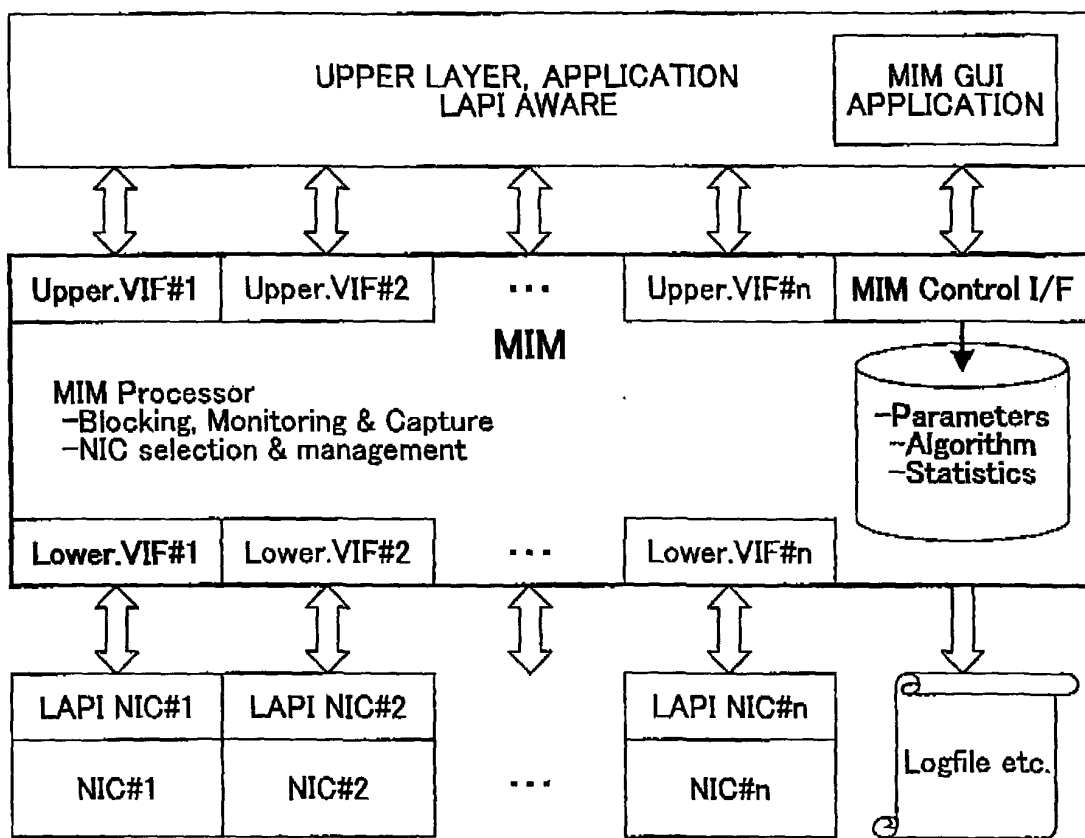 UPPER LAYER, APPLICATION
LAPI AWARE
MIM GUI
APPLICATION
Upper.VIF#1
Upper.VIF#2
...
Upper.VIF#n
MIM Control I/F
MIM
MIM Processor
-Blocking, Monitoring & Capture
-NIC selection & management
-Parameters
-Algorithm
-Statistics
Lower.VIF#1
Lower.VIF#2
...
Lower.VIF#n
LAPI NIC#1
LAPI NIC#2
LAPI NIC#n
NIC#1
NIC#2
...
NIC#n
Logfile etc.